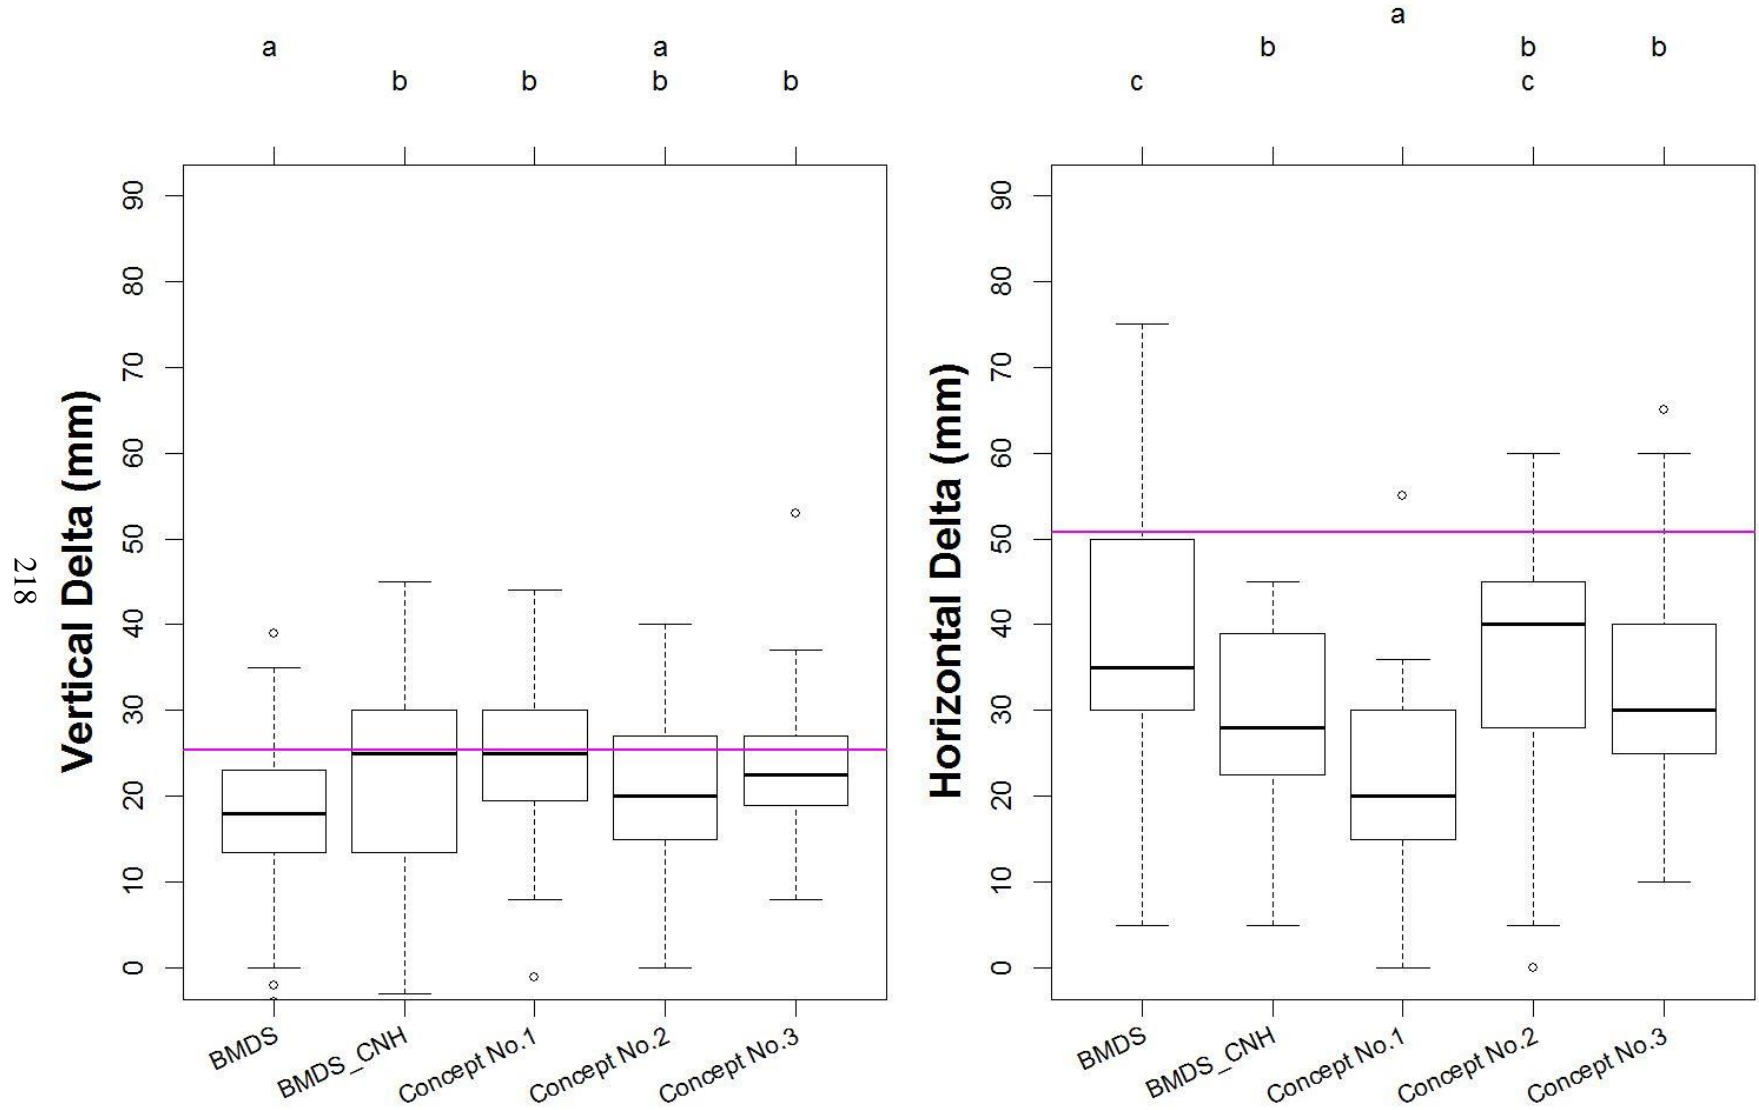 a a
b b b b
Vertical Delta (mm)
90
80
70
60
50
40
30
20
10
0
BMDS
BMDS_CNH
Concept No.1
Concept No.2
Concept No.3
a
b b b
c c
Horizontal Delta (mm)
90
80
70
60
50
40
30
20
10
0
BMDS
BMDS_CNH
Concept No.1
Concept No.2
Concept No.3
218